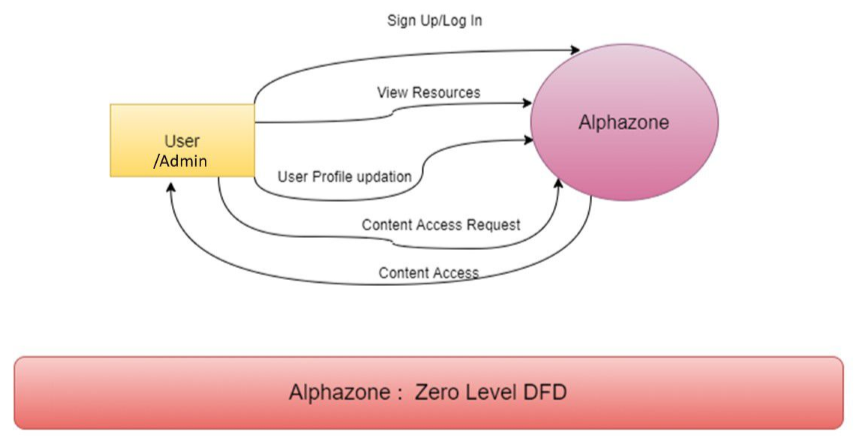 Sign Up/Log In
View Resources
User
/Admin
Alphazone
User Profile updation
Content Access Request
Content Access
Alphazone : Zero Level DFD